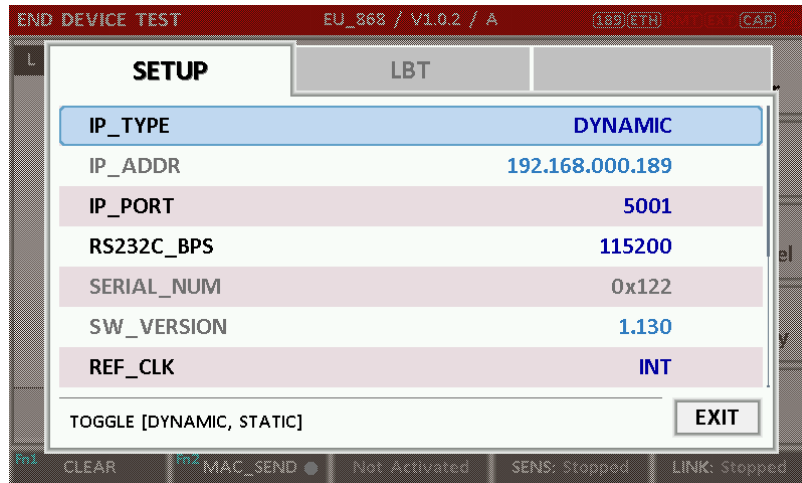 END DEVICE TEST EU_868 / V1.0.2 / A 189 ETH CAP
L
SETUP LBT
IP_TYPE DYNAMIC
IP_ADDR 192.168.000.189
IP_PORT 5001
RS232C_BPS 115200
SERIAL_NUM 0x122
SW_VERSION 1.130
REF_CLK INT
TOGGLE [DYNAMIC, STATIC] EXIT
Fn1 CLEAR Fn2 MAC_SEND Not Activated SENS: Stopped LINK: Stopped